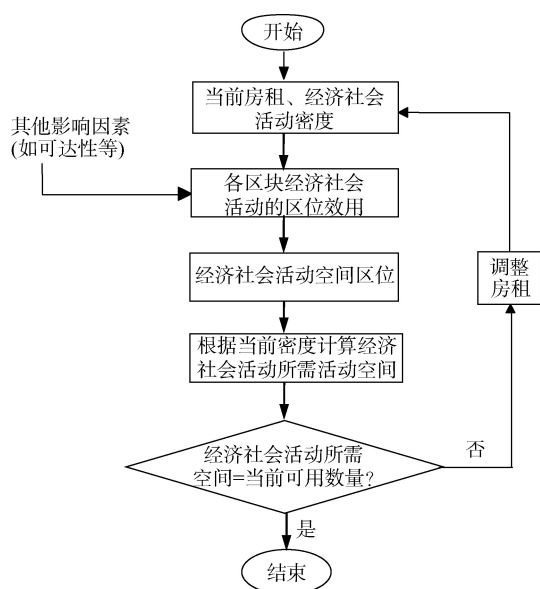 开始
当前房租、经济社会
活动密度
其他影响因素
(如可达性等)
各区块经济社会
活动的区位效用
经济社会活动空间区位
调整
房租
根据当前密度计算经济
社会活动所需活动空间
经济社会活动所需
空间=当前可用数量?
否
是
结束